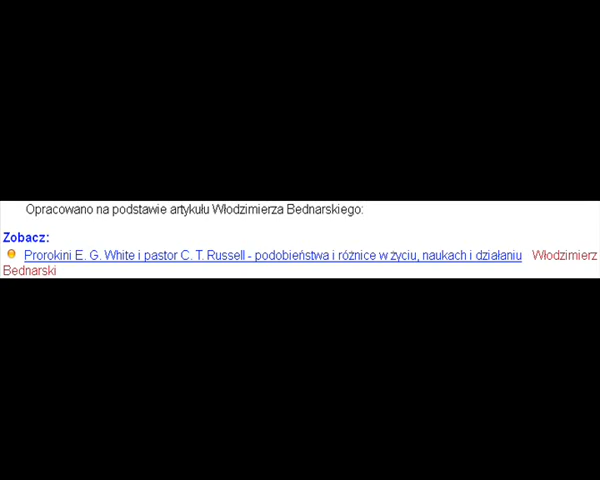 Opracowano na podstawie artykułu Włodzimierza Bednarskiego:
Zobacz:
Prorokini E. G. White i pastor C. T. Russell - podobieństwa i różnice w życiu, naukach i działaniu Włodzimierz
Bednarski